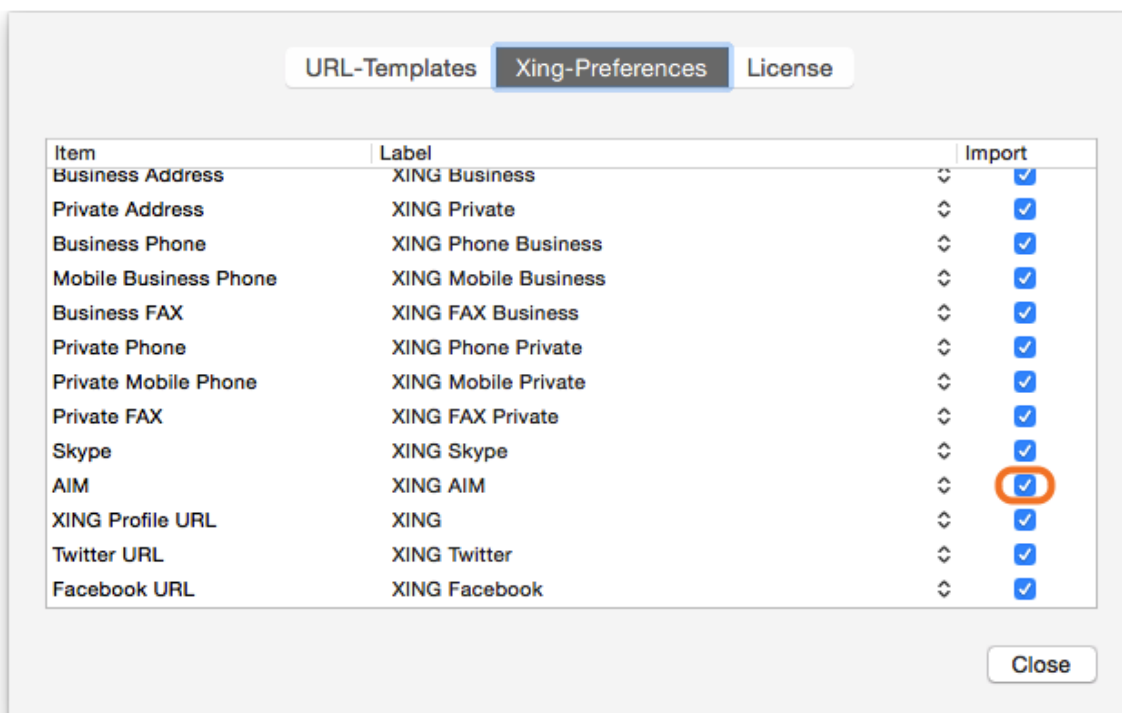 URL-Templates Xing-Preferences License
Item Label Import
Business Address XING Business
Private Address XING Private
Business Phone XING Phone Business
Mobile Business Phone XING Mobile Business
Business FAX XING FAX Business
Private Phone XING Phone Private
Private Mobile Phone XING Mobile Private
Private FAX XING FAX Private
Skype XING Skype
AIM XING AIM
XING Profile URL XING
Twitter URL XING Twitter
Facebook URL XING Facebook
Close